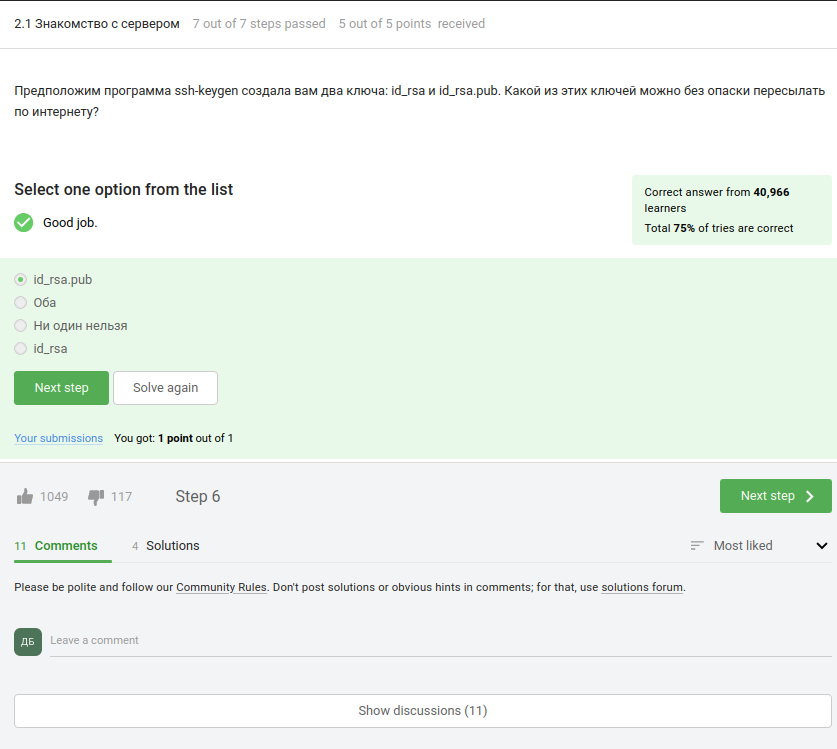 2.1 Знакомство с сервером 7 out of 7 steps passed 5 out of 5 points received
Предположим программа ssh-keygen создала вам два ключа: id_rsa и id_rsa.pub. Какой из этих ключей можно без опаски пересылать
по интернету?
Select one option from the list
Good job.
Correct answer from 40,966
learners
Total 75% of tries are correct
id_rsa.pub
Оба
Ни один нельзя
id_rsa
Next step Solve again
Your submissions You got: 1 point out of 1
1049 117 Step 6 Next step
11 Comments 4 Solutions Most liked
Please be polite and follow our Community Rules. Don't post solutions or obvious hints in comments; for that, use solutions forum.
ДБ Leave a comment
Show discussions (11)